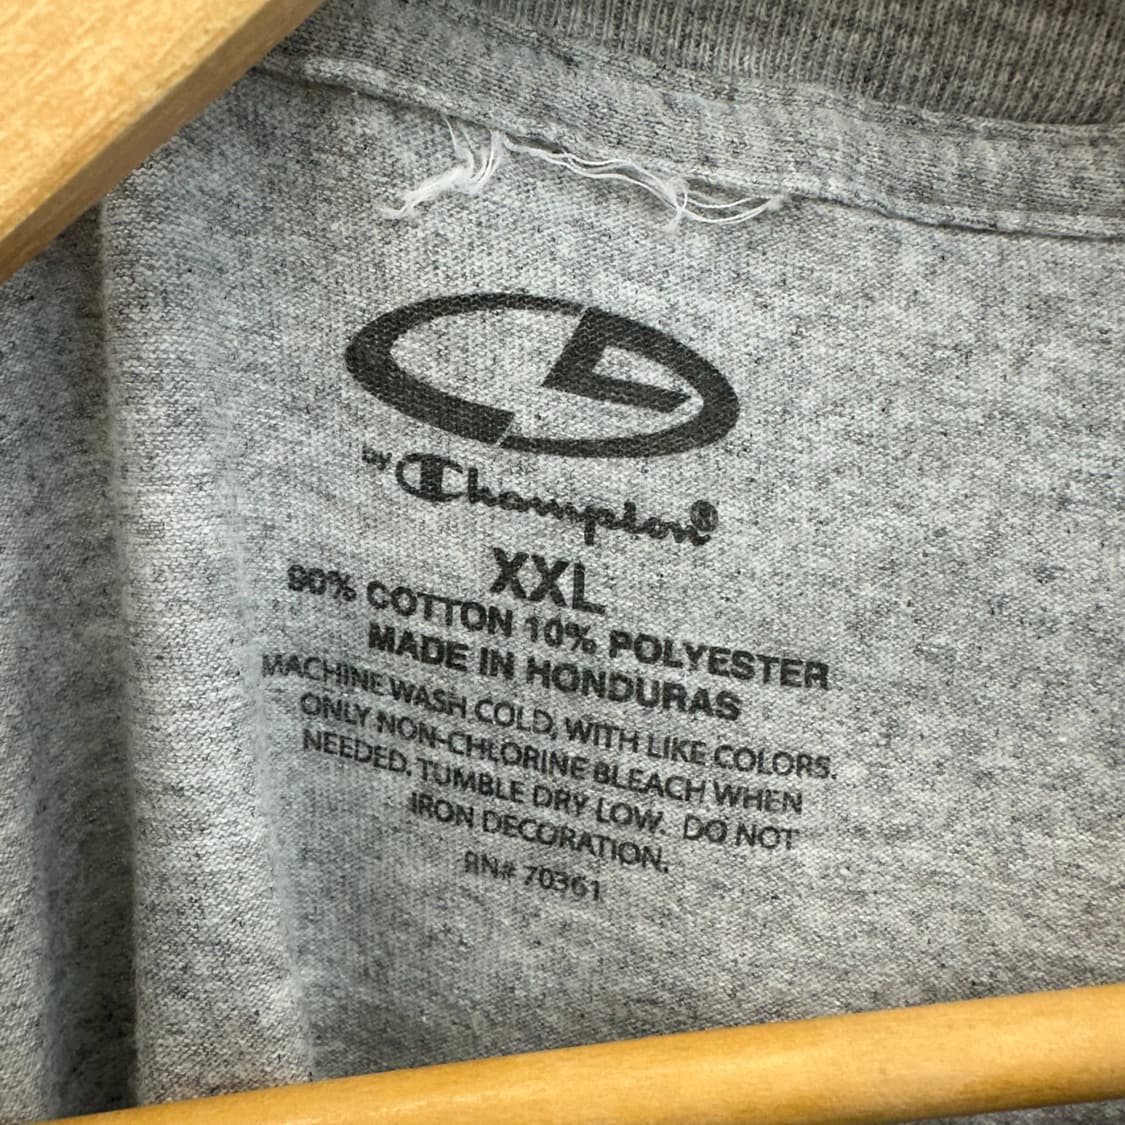 by Champion®
XXL
90% COTTON 10% POLYESTER
MADE IN HONDURAS
MACHINE WASH COLD, WITH LIKE COLORS.
ONLY NON-CHLORINE BLEACH WHEN
NEEDED. TUMBLE DRY LOW. DO NOT
IRON DECORATION.
RN# 70361